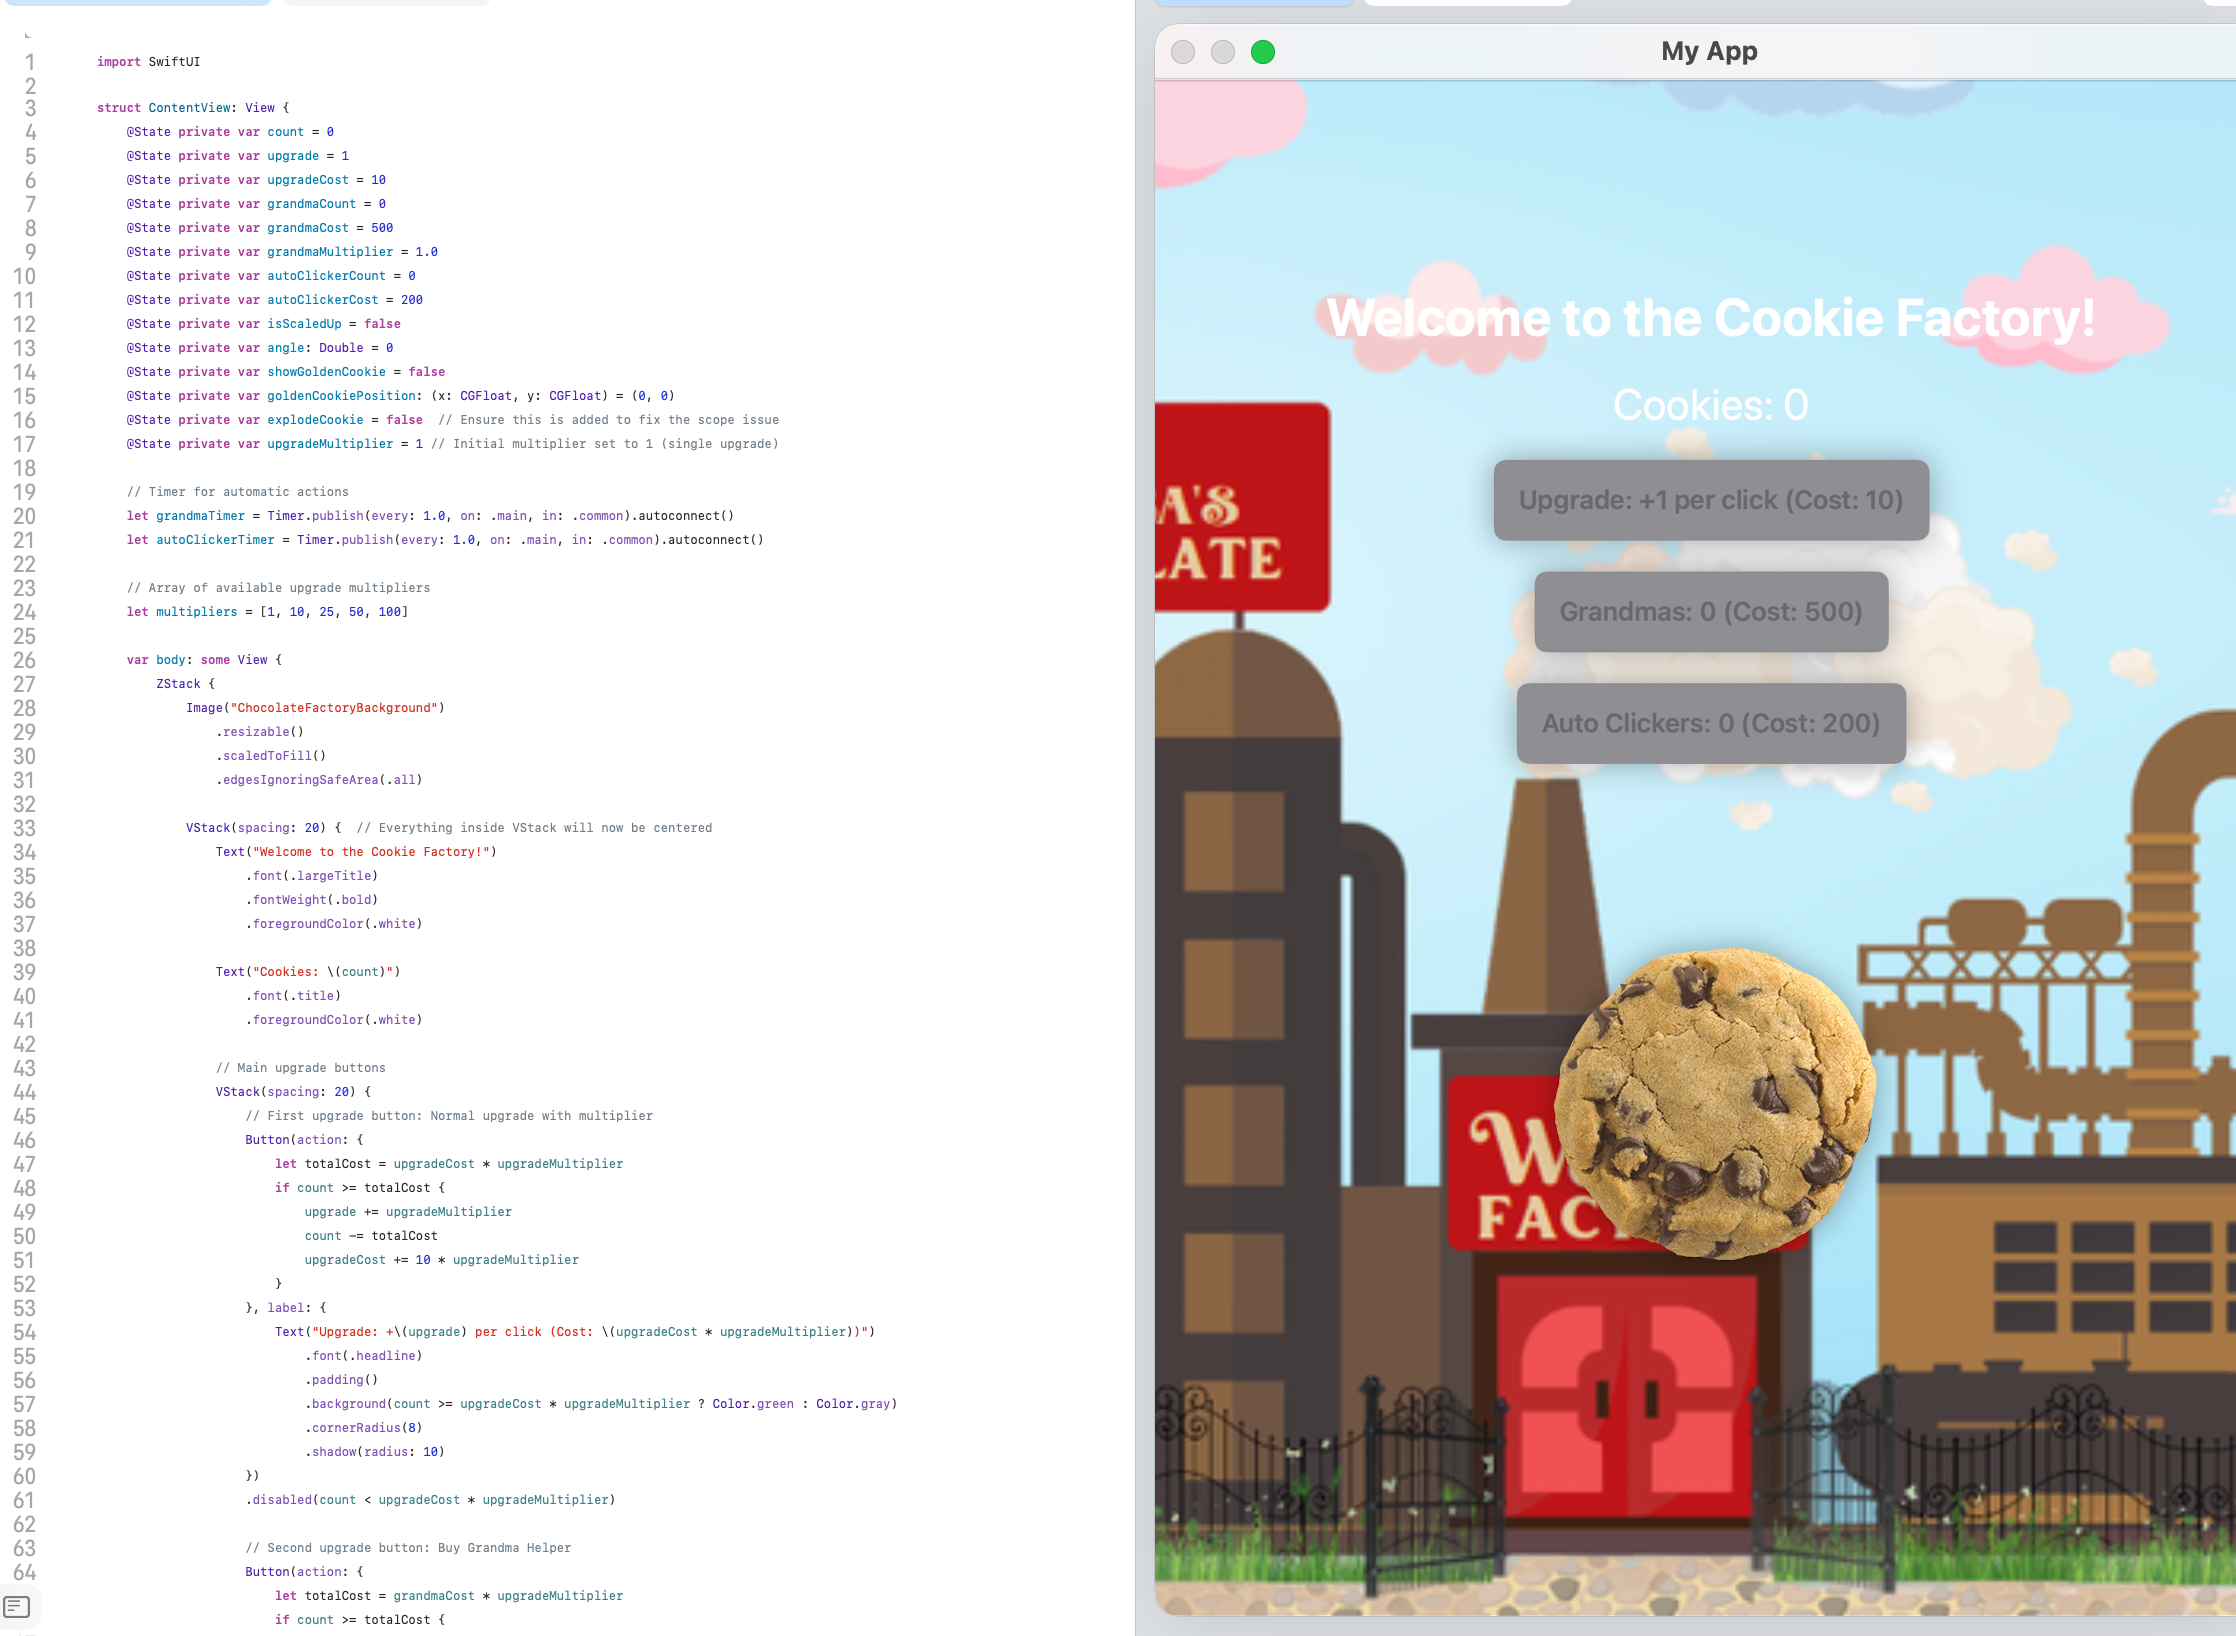 1 import SwiftUI
2
3 struct ContentView: View {
4 @State private var count = 0
5 @State private var upgrade = 1
6 @State private var upgradeCost = 10
7 @State private var grandmaCount = 0
8 @State private var grandmaCost = 500
9 @State private var grandmaMultiplier = 1.0
10 @State private var autoClickerCount = 0
11 @State private var autoClickerCost = 200
12 @State private var isScaledUp = false
13 @State private var angle: Double = 0
14 @State private var showGoldenCookie = false
15 @State private var goldenCookiePosition: (x: CGFloat, y: CGFloat) = (0, 0)
16 @State private var explodeCookie = false // Ensure this is added to fix the scope issue
17 @State private var upgradeMultiplier = 1 // Initial multiplier set to 1 (single upgrade)
18
19 // Timer for automatic actions
20 let grandmaTimer = Timer.publish(every: 1.0, on: .main, in: .common).autoconnect()
21 let autoClickerTimer = Timer.publish(every: 1.0, on: .main, in: .common).autoconnect()
22
23 // Array of available upgrade multipliers
24 let multipliers = [1, 10, 25, 50, 100]
25
26 var body: some View {
27 ZStack {
28 Image("ChocolateFactoryBackground")
29 .resizable()
30 .scaledToFill()
31 .edgesIgnoringSafeArea(.all)
32
33 VStack(spacing: 20) { // Everything inside VStack will now be centered
34 Text("Welcome to the Cookie Factory!")
35 .font(.largeTitle)
36 .fontWeight(.bold)
37 .foregroundColor(.white)
38
39 Text("Cookies: \(count)")
40 .font(.title)
41 .foregroundColor(.white)
42
43 // Main upgrade buttons
44 VStack(spacing: 20) {
45 // First upgrade button: Normal upgrade with multiplier
46 Button(action: {
47 let totalCost = upgradeCost * upgradeMultiplier
48 if count >= totalCost {
49 upgrade += upgradeMultiplier
50 count -= totalCost
51 upgradeCost += 10 * upgradeMultiplier
52 }
53 }, label: {
54 Text("Upgrade: +\(upgrade) per click (Cost: \(upgradeCost * upgradeMultiplier))")
55 .font(.headline)
56 .padding()
57 .background(count >= upgradeCost * upgradeMultiplier ? Color.green : Color.gray)
58 .cornerRadius(8)
59 .shadow(radius: 10)
60 })
61 .disabled(count < upgradeCost * upgradeMultiplier)
62
63 // Second upgrade button: Buy Grandma Helper
64 Button(action: {
let totalCost = grandmaCost * upgradeMultiplier
if count >= totalCost {
My App
Welcome to the Cookie Factory!
Cookies: 0
Upgrade: +1 per click (Cost: 10)
Grandmas: 0 (Cost: 500)
Auto Clickers: 0 (Cost: 200)
A'S
LATE
W
FAC